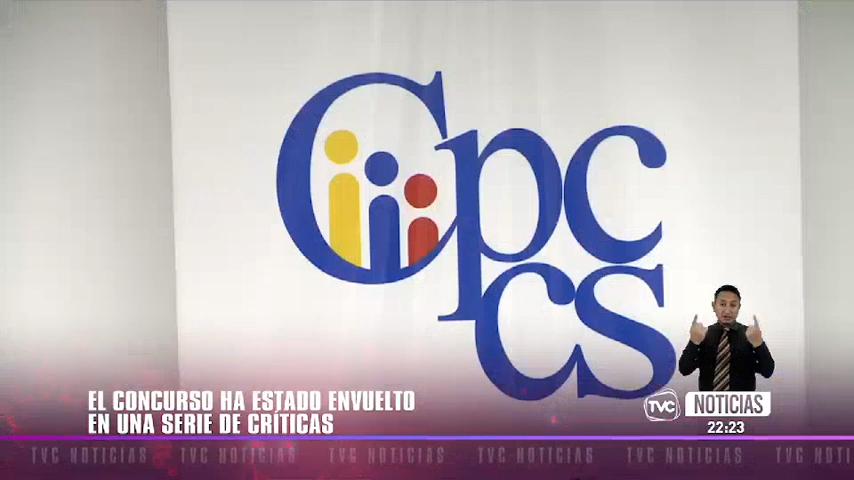 Cpc
cs
EL CONCURSO HA ESTADO ENVUELTO
EN UNA SERIE DE CRÍTICAS
TVC NOTICIAS
22:23
TVC NOTICIAS TVC NOTICIAS TVC NOTICIAS TVC NOTICIAS TVC NOTICIAS TVC NOTI